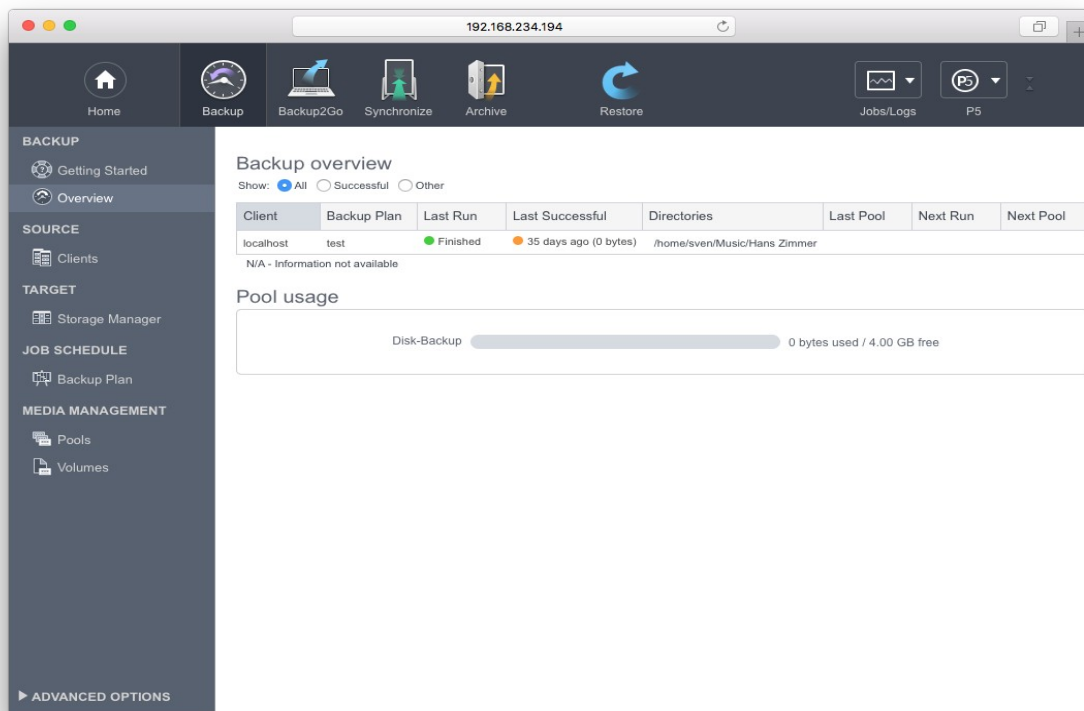 192.168.234.194
Home
Backup
Backup2Go
Synchronize
Archive
Restore
Jobs/Logs
P5
P5
BACKUP
Getting Started
Overview
SOURCE
Clients
TARGET
Storage Manager
JOB SCHEDULE
Backup Plan
MEDIA MANAGEMENT
Pools
Volumes
ADVANCED OPTIONS
Backup overview
Show: All Successful Other
Client Backup Plan Last Run Last Successful Directories Last Pool Next Run Next Pool
localhost test Finished 35 days ago (0 bytes) /home/sven/Music/Hans Zimmer
N/A - Information not available
Pool usage
Disk-Backup 0 bytes used / 4.00 GB free